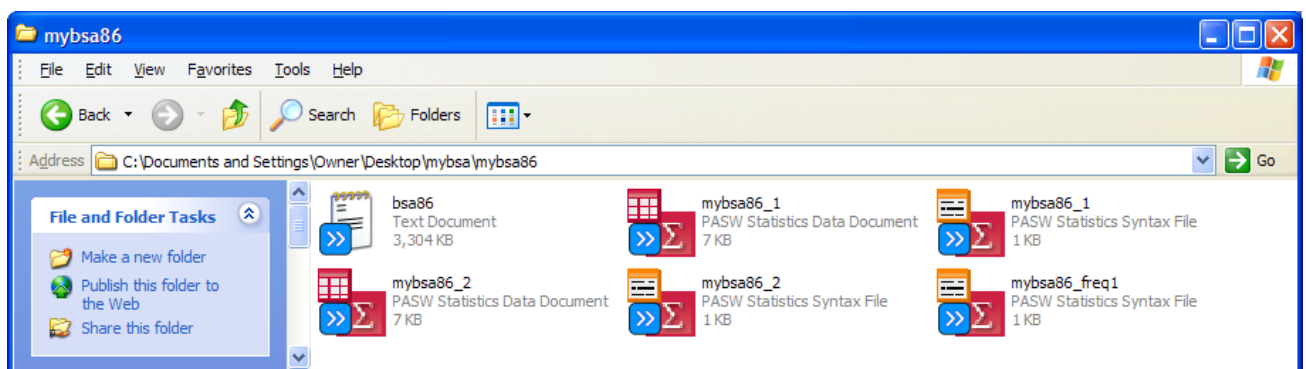 mybsa86
File Edit View Favorites Tools Help
Back Search Folders
Address C:\Documents and Settings\Owner\Desktop\mybsa\mybsa86 Go
File and Folder Tasks
Make a new folder
Publish this folder to
the Web
Share this folder
bsa86
Text Document
3,304 KB
mybsa86_1
PASW Statistics Data Document
7 KB
mybsa86_1
PASW Statistics Syntax File
1 KB
mybsa86_2
PASW Statistics Data Document
7 KB
mybsa86_2
PASW Statistics Syntax File
1 KB
mybsa86_freq1
PASW Statistics Syntax File
1 KB